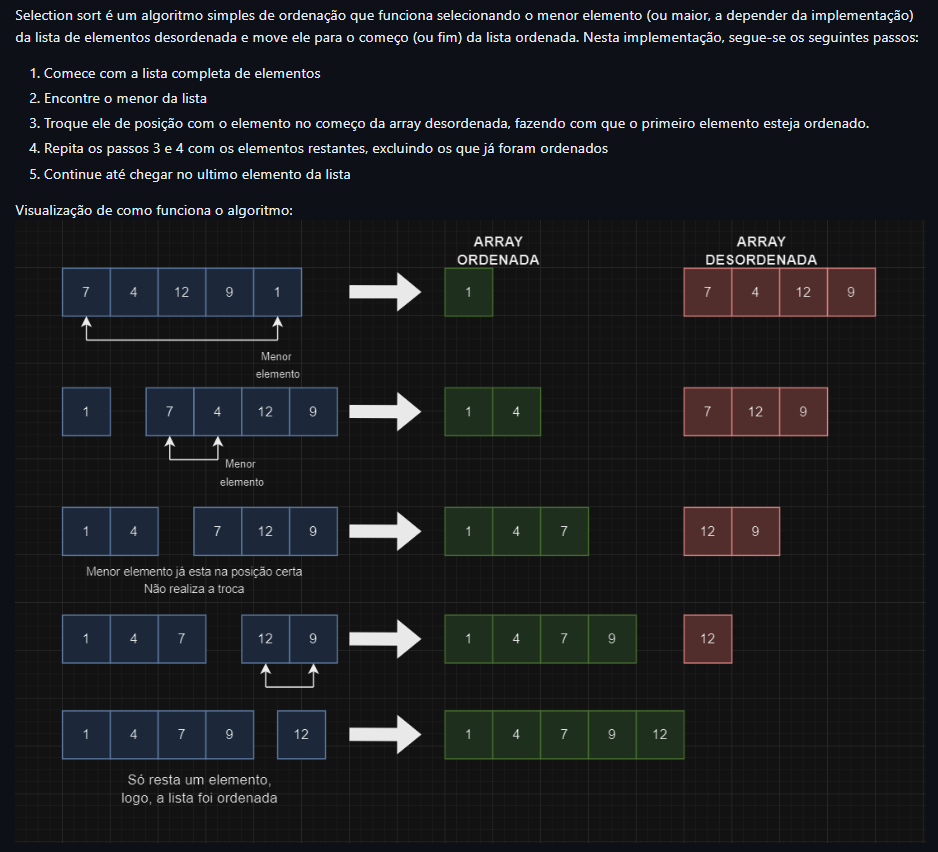 Selection sort é um algoritmo simples de ordenação que funciona selecionando o menor elemento (ou maior, a depender da implementação)
da lista de elementos desordenada e move ele para o começo (ou fim) da lista ordenada. Nesta implementação, segue-se os seguintes passos:
1. Comece com a lista completa de elementos
2. Encontre o menor da lista
3. Troque ele de posição com o elemento no começo da array desordenada, fazendo com que o primeiro elemento esteja ordenado.
4. Repita os passos 3 e 4 com os elementos restantes, excluindo os que já foram ordenados
5. Continue até chegar no ultimo elemento da lista
Visualização de como funciona o algoritmo:
ARRAY
ORDENADA
ARRAY
DESORDENADA
7 4 12 9 1
1
7 4 12 9
Menor
elemento
1
7 4 12 9
1 4
7 12 9
Menor
elemento
1 4
7 12 9
1 4 7
12 9
Menor elemento já esta na posição certa
Não realiza a troca
1 4 7
12 9
1 4 7 9
12
1 4 7 9
12
1 4 7 9 12
Só resta um elemento,
logo, a lista foi ordenada